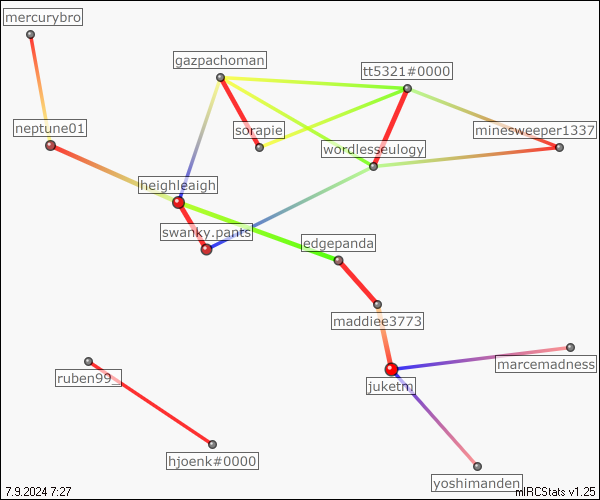 mercurybro
gazpachoman
tt5321#0000
neptune01
sorapie
minesweeper1337
wordlesseulogy
heighleaigh
swanky.pants
edgepanda
maddiee3773
marcemadness
ruben99_
juketm
hjoenk#0000
yoshimanden
7.9.2024 7:27
mIRCStats v1.25